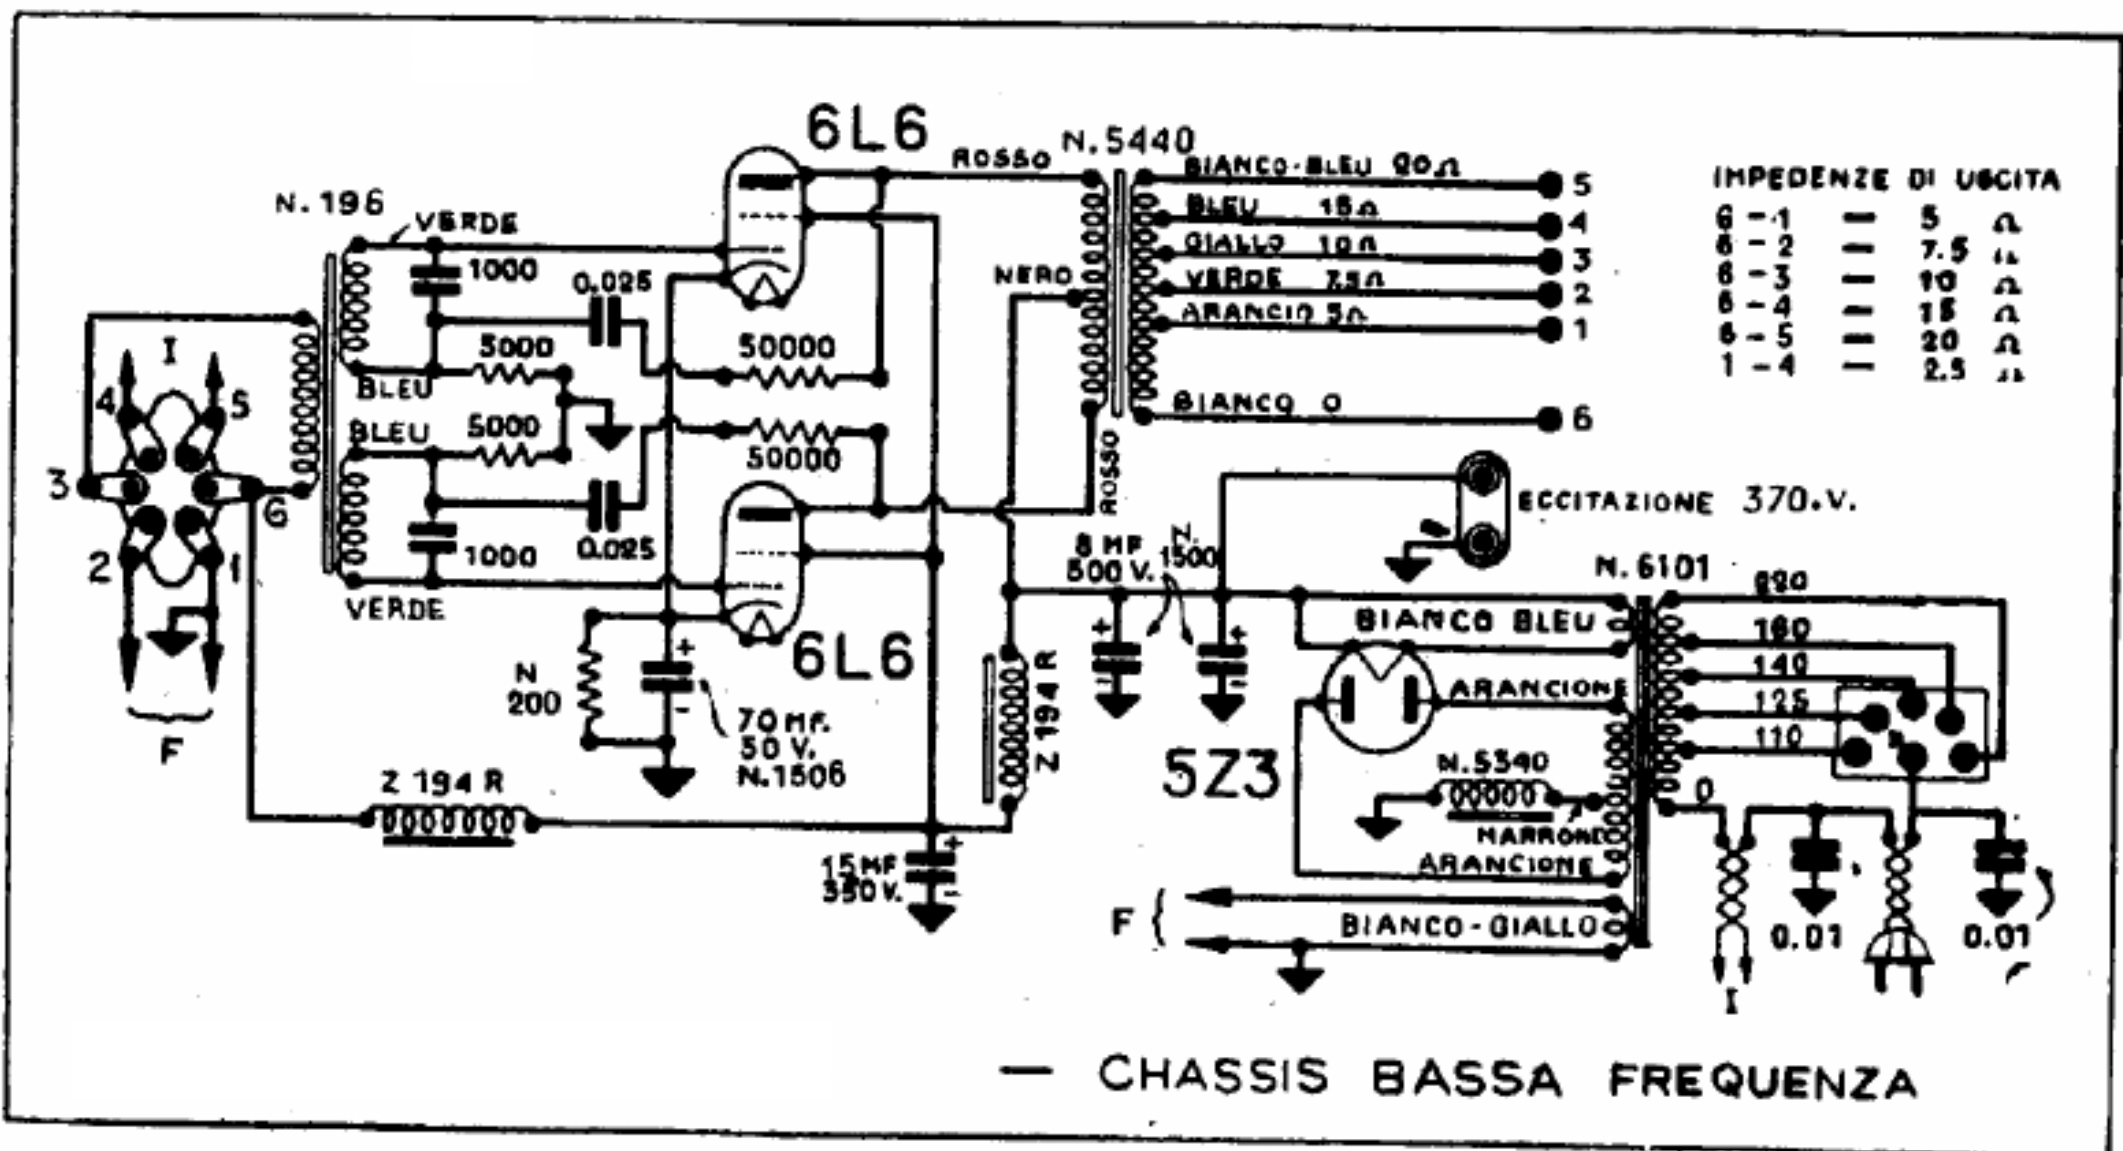 6L6
ROSSO
N.5440
N.196
VERDE
1000
0.025
5000
50000
BLEU
BLEU
5000
50000
0.025
1000
VERDE
6L6
NERO
ROSSO
BIANCO-BLEU 20Ω 5
BLEU 15Ω 4
GIALLO 10Ω 3
VERDE 7.5Ω 2
ARANCIO 5Ω 1
BIANCO 0 6
IMPEDENZE DI USCITA
6-1 — 5 Ω
6-2 — 7.5 Ω
6-3 — 10 Ω
6-4 — 15 Ω
6-5 — 20 Ω
1-4 — 2.5 Ω
I
4
5
3
6
2
1
F
N
200
70 MF.
50 V.
N.1506
Z 194 R
Z 194 R
15 MF
350 V.
8 MF
500 V.
N.
1500
ECCITAZIONE 370.V.
N.6101
220
160
140
125
110
0
BIANCO BLEU
ARANCIONE
5Z3
N.5340
MARRONE
ARANCIONE
F
BIANCO-GIALLO
I
0.01
0.01
— CHASSIS BASSA FREQUENZA